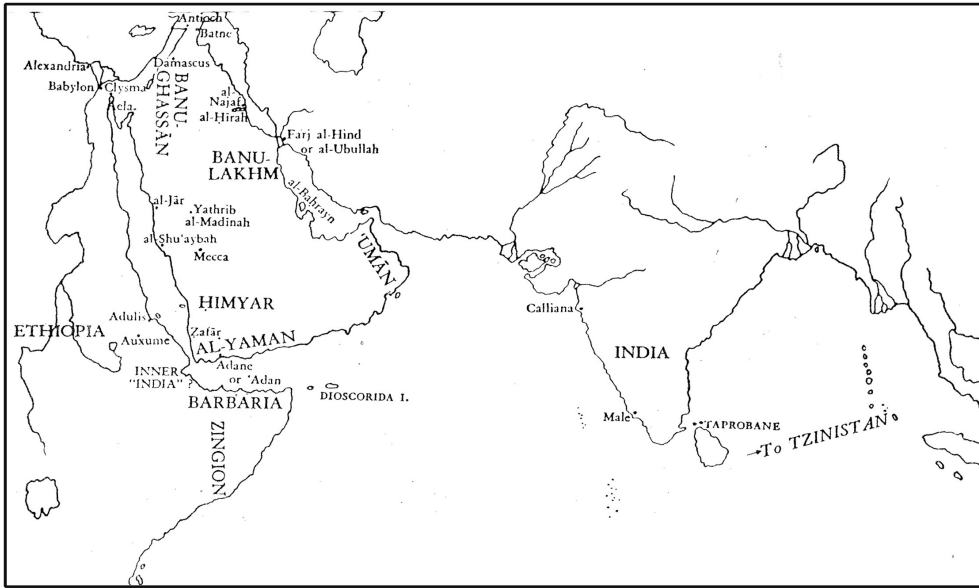 Antioch
Batne
Alexandria
Damascus
Babylon
Clysma
Aela
BANU-
GHASSĀN
al-
Najaf
al-Ḥīrah
Farj al-Hind
or al-Ubullah
BANU-
LAKHM
al-Bahrayn
al-Jār
Yathrib
al-Madīnah
al-Shu'aybah
Mecca
'UMĀN
HIMYAR
Adulis
ETHIOPIA
Auxume
Zafār
AL-YAMAN
Adane
or 'Adan
INNER
"INDIA" ?
BARBARIA
DIOSCORIDA I.
ZINGION
Calliana
INDIA
Male
TAPROBANE
To TZINISTAN